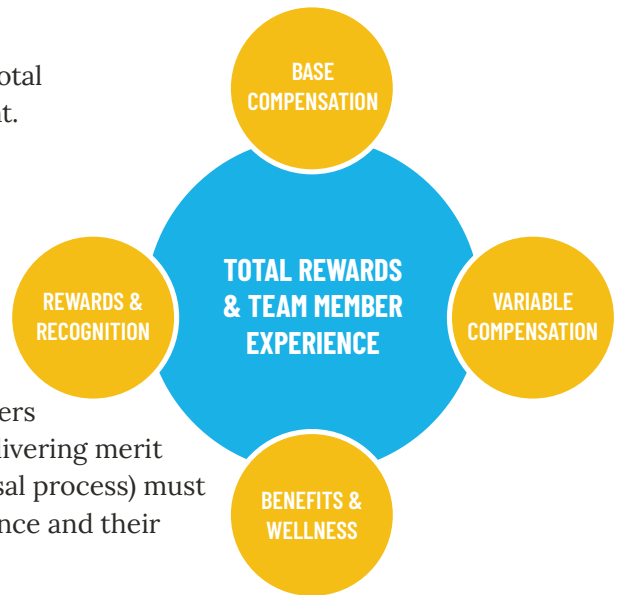 otal
t.
BASE
COMPENSATION
TOTAL REWARDS
& TEAM MEMBER
EXPERIENCE
REWARDS &
RECOGNITION
VARIABLE
COMPENSATION
ers
livering merit
sal process) must
nce and their
BENEFITS &
WELLNESS